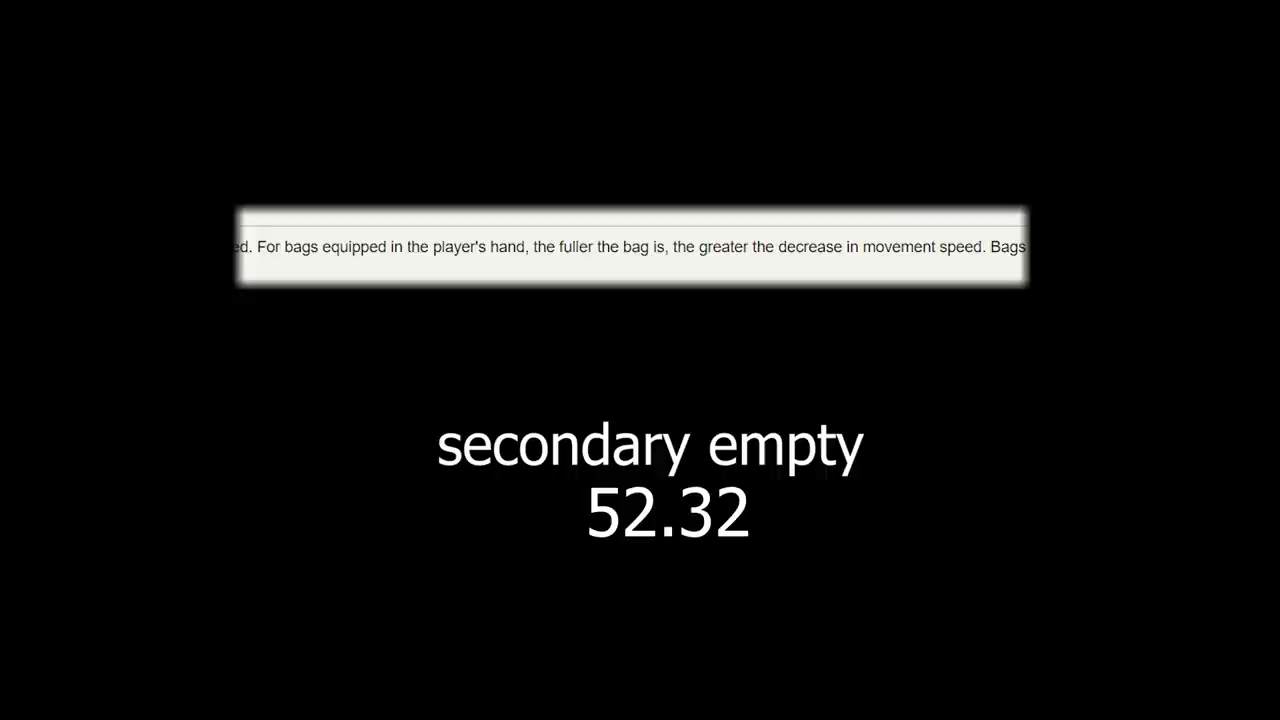 ed. For bags equipped in the player's hand, the fuller the bag is, the greater the decrease in movement speed. Bags
secondary empty
52.32